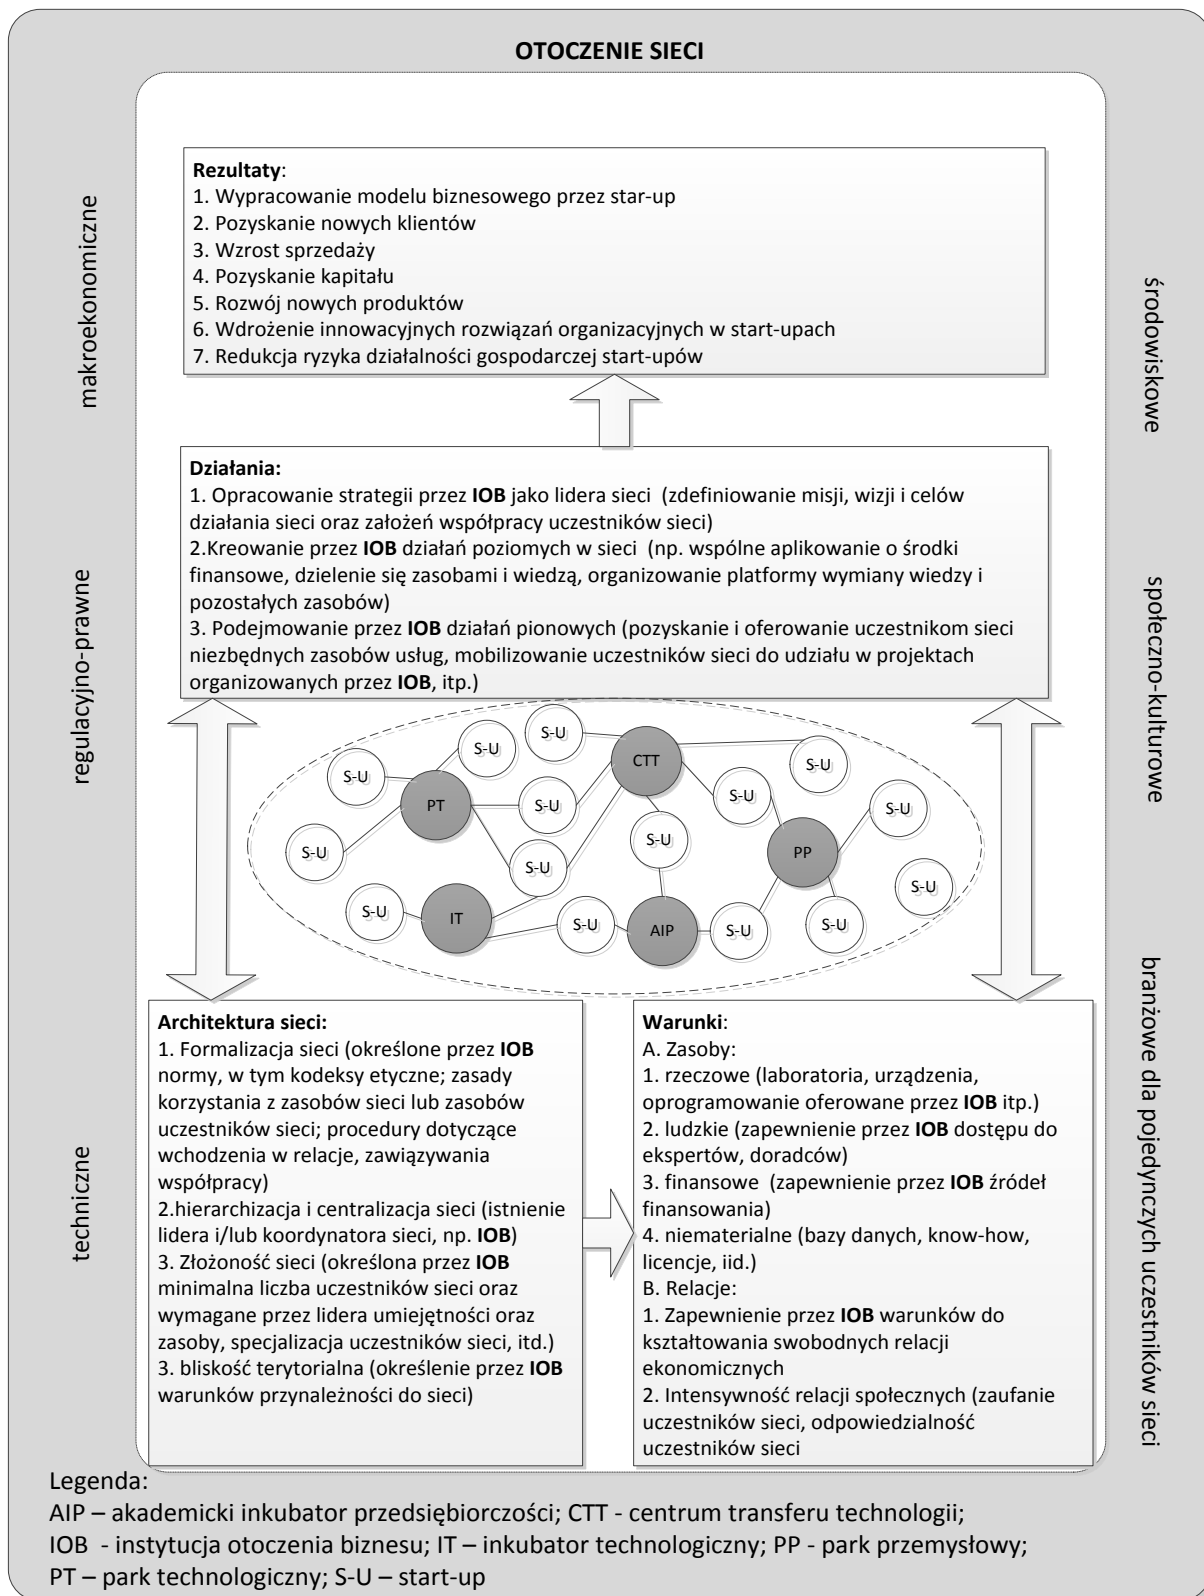 OTOCZENIE SIECI
makroekonomiczne
regulacyjno-prawne
techniczne
Rezultaty:
1. Wypracowanie modelu biznesowego przez star-up
2. Pozyskanie nowych klientów
3. Wzrost sprzedaży
4. Pozyskanie kapitału
5. Rozwój nowych produktów
6. Wdrożenie innowacyjnych rozwiązań organizacyjnych w start-upach
7. Redukcja ryzyka działalności gospodarczej start-upów
Działania:
1. Opracowanie strategii przez IOB jako lidera sieci (zdefiniowanie misji, wizji i celów
działania sieci oraz założeń współpracy uczestników sieci)
2.Kreowanie przez IOB działań poziomych w sieci (np. wspólne aplikowanie o środki
finansowe, dzielenie się zasobami i wiedzą, organizowanie platformy wymiany wiedzy i
pozostałych zasobów)
3. Podejmowanie przez IOB działań pionowych (pozyskanie i oferowanie uczestnikom sieci
niezbędnych zasobów usług, mobilizowanie uczestników sieci do udziału w projektach
organizowanych przez IOB, itp.)
S-U
S-U
CTT
S-U
S-U
PT
S-U
S-U
S-U
S-U
S-U
PP
S-U
S-U
S-U
S-U
IT
S-U
AIP
S-U
S-U
Architektura sieci:
1. Formalizacja sieci (określone przez IOB
normy, w tym kodeksy etyczne; zasady
korzystania z zasobów sieci lub zasobów
uczestników sieci; procedury dotyczące
wchodzenia w relacje, zawiązywania
współpracy)
2.hierarchizacja i centralizacja sieci (istnienie
lidera i/lub koordynatora sieci, np. IOB)
3. Złożoność sieci (określona przez IOB
minimalna liczba uczestników sieci oraz
wymagane przez lidera umiejętności oraz
zasoby, specjalizacja uczestników sieci, itd.)
3. bliskość terytorialna (określenie przez IOB
warunków przynależności do sieci)
Warunki:
A. Zasoby:
1. rzeczowe (laboratoria, urządzenia,
oprogramowanie oferowane przez IOB itp.)
2. ludzkie (zapewnienie przez IOB dostępu do
ekspertów, doradców)
3. finansowe (zapewnienie przez IOB źródeł
finansowania)
4. niematerialne (bazy danych, know-how,
licencje, iid.)
B. Relacje:
1. Zapewnienie przez IOB warunków do
kształtowania swobodnych relacji
ekonomicznych
2. Intensywność relacji społecznych (zaufanie
uczestników sieci, odpowiedzialność
uczestników sieci
środowiskowe
społeczno-kulturowe
branżowe dla pojedynczych uczestników sieci
Legenda:
AIP – akademicki inkubator przedsiębiorczości; CTT - centrum transferu technologii;
IOB - instytucja otoczenia biznesu; IT – inkubator technologiczny; PP - park przemysłowy;
PT – park technologiczny; S-U – start-up